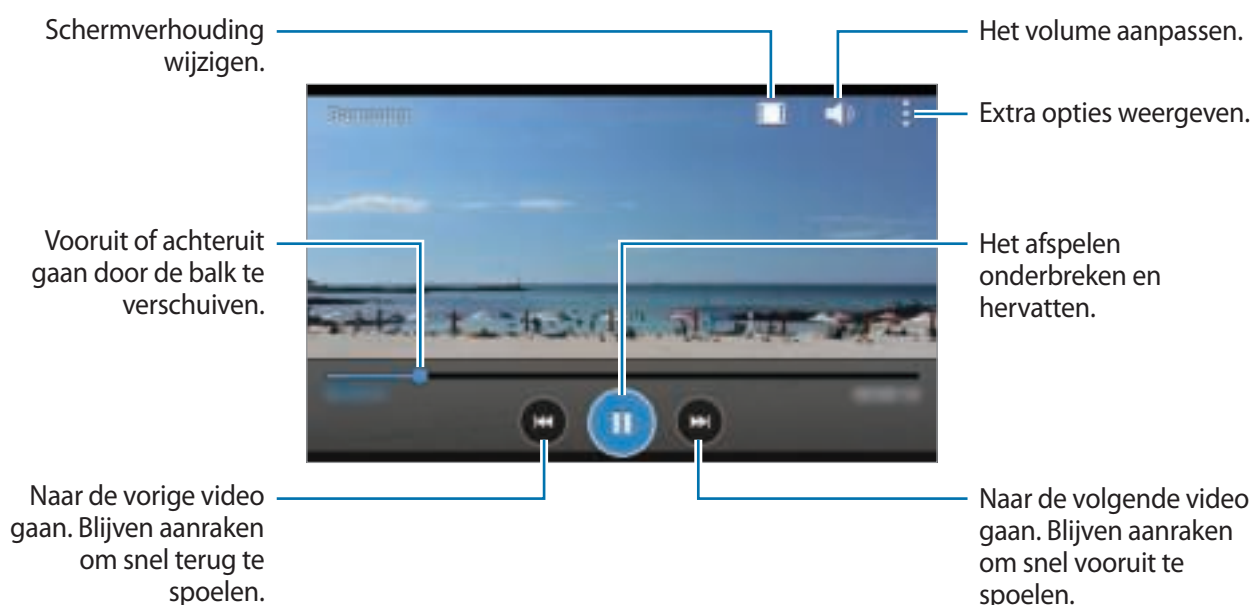 Schermverhouding
wijzigen.
Het volume aanpassen.
Extra opties weergeven.
Vooruit of achteruit
gaan door de balk te
verschuiven.
Het afspelen
onderbreken en
hervatten.
Naar de vorige video
gaan. Blijven aanraken
om snel terug te
spoelen.
Naar de volgende video
gaan. Blijven aanraken
om snel vooruit te
spoelen.